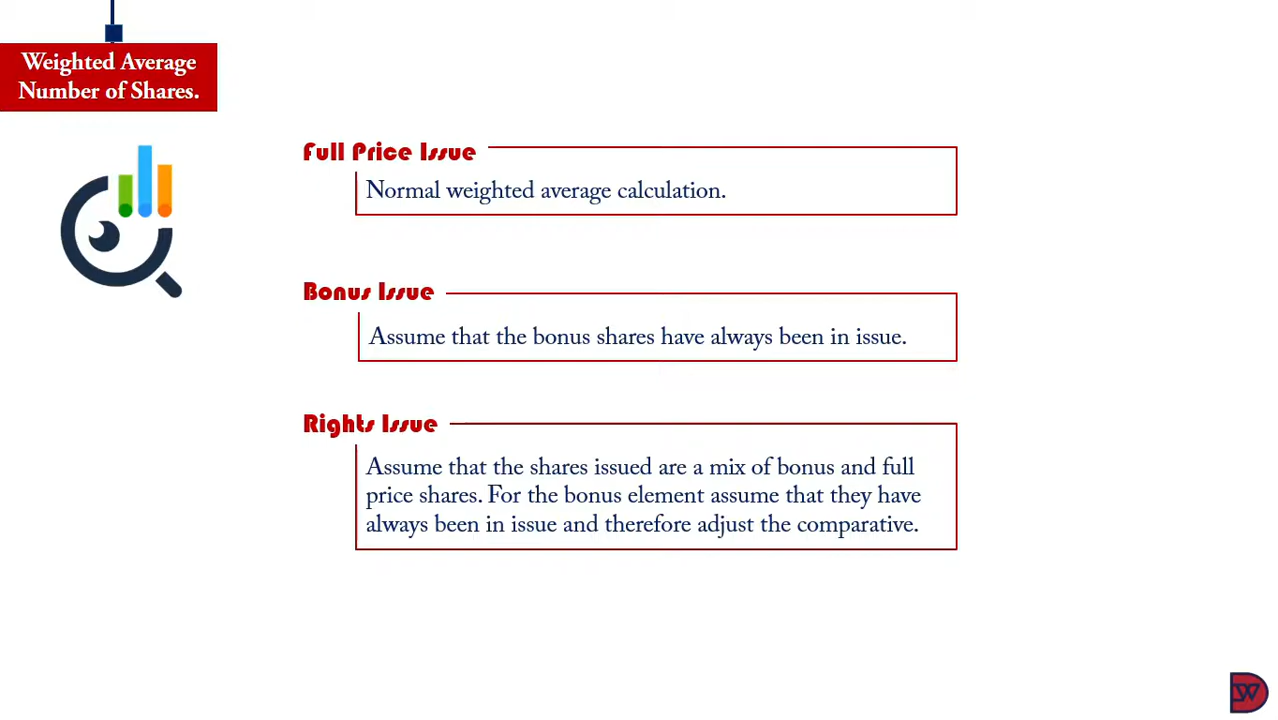 Weighted Average
Number of Shares.
Full Price Issue
Normal weighted average calculation.
Bonus Issue
Assume that the bonus shares have always been in issue.
Rights Issue
Assume that the shares issued are a mix of bonus and full
price shares. For the bonus element assume that they have
always been in issue and therefore adjust the comparative.
DW